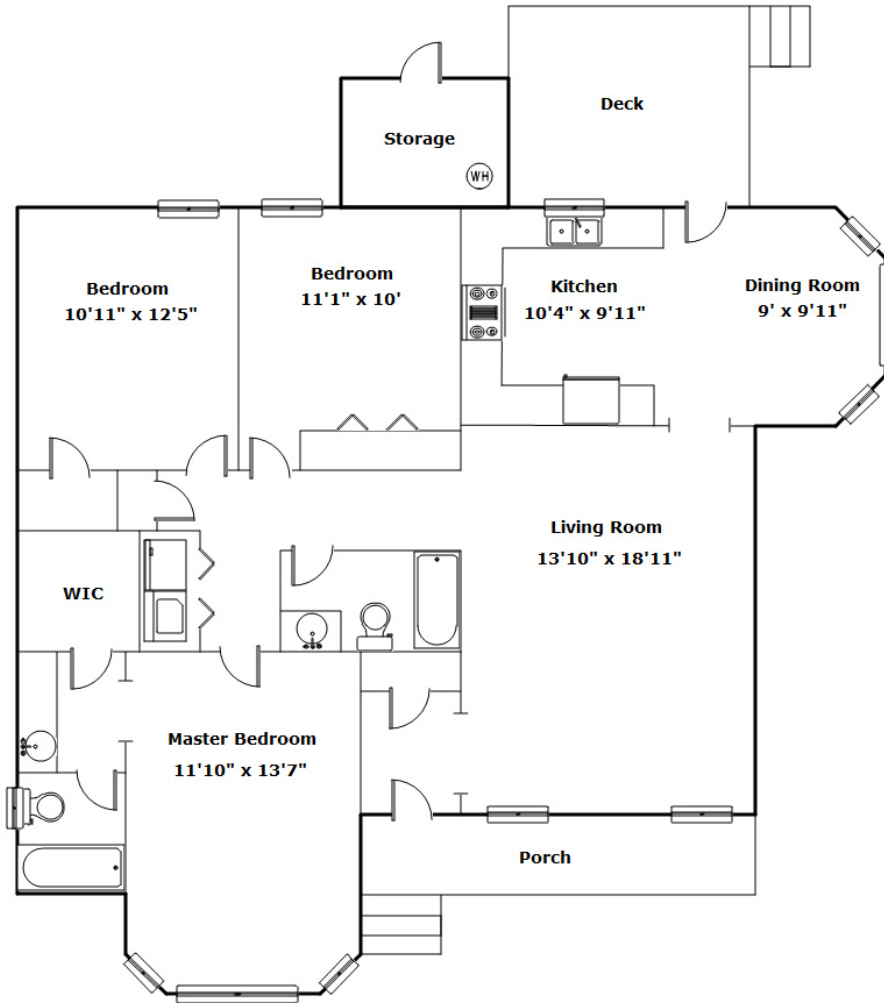 Deck
Storage
WH
Bedroom
10'11" x 12'5"
Bedroom
11'1" x 10'
Kitchen
10'4" x 9'11"
Dining Room
9' x 9'11"
Living Room
13'10" x 18'11"
WIC
Master Bedroom
11'10" x 13'7"
Porch